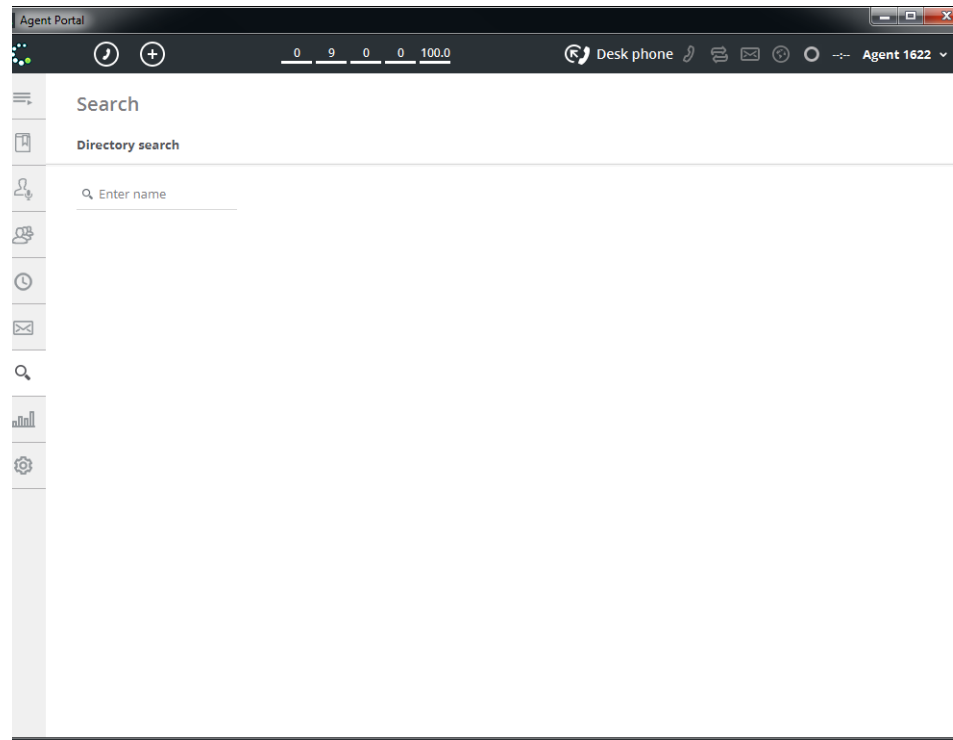 Agent Portal
0 9 0 0 100.0 Desk phone --:-- Agent 1622
Search
Directory search
Enter name